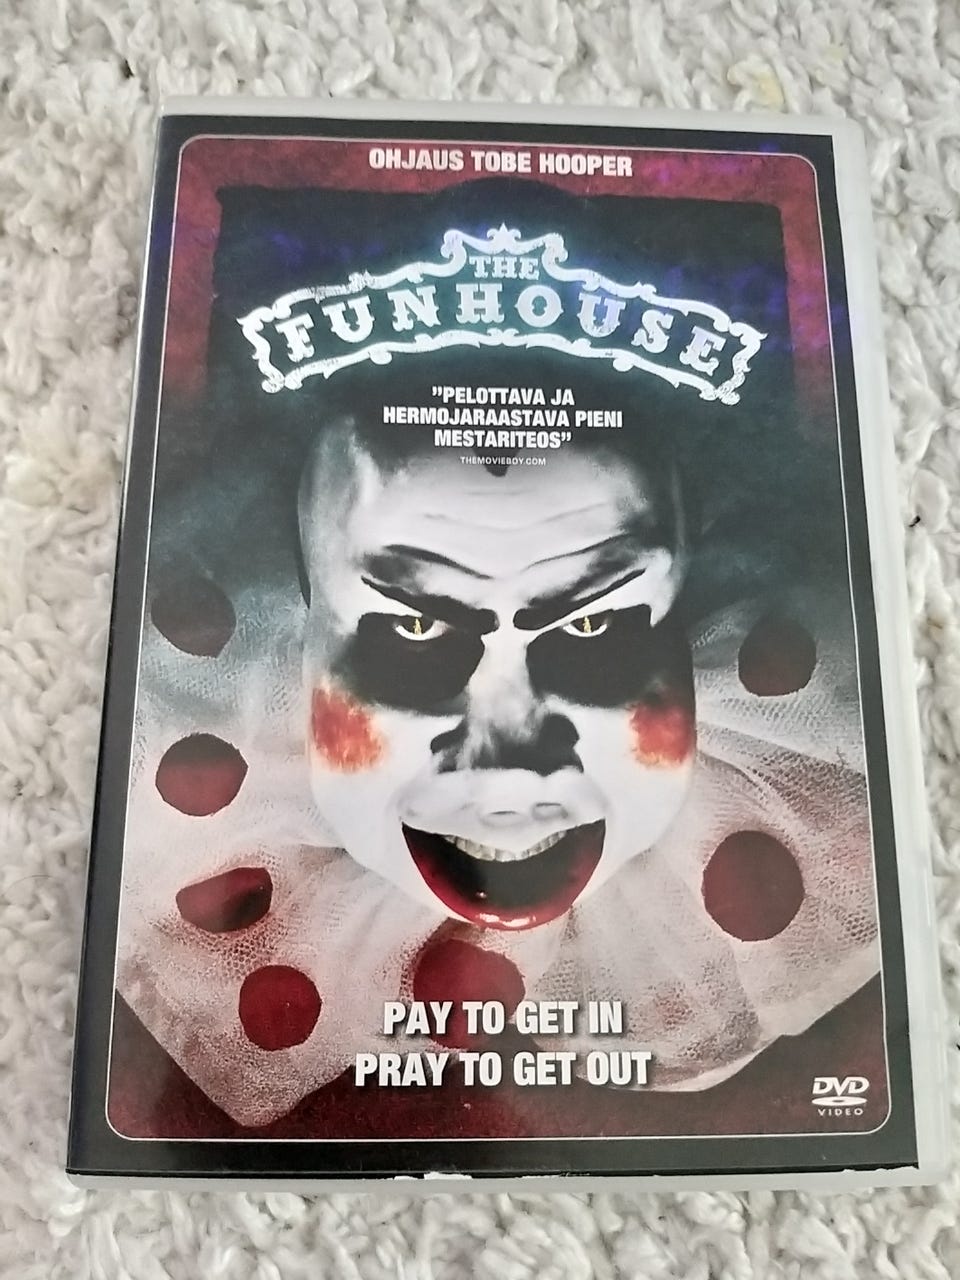 OHJAUS TOBE HOOPER
THE
FUNHOUSE
”PELOTTAVA JA
HERMOJARAASTAVA PIENI
MESTARITEOS”
THEMOVIEBOY.COM
PAY TO GET IN
PRAY TO GET OUT
DVD
VIDEO